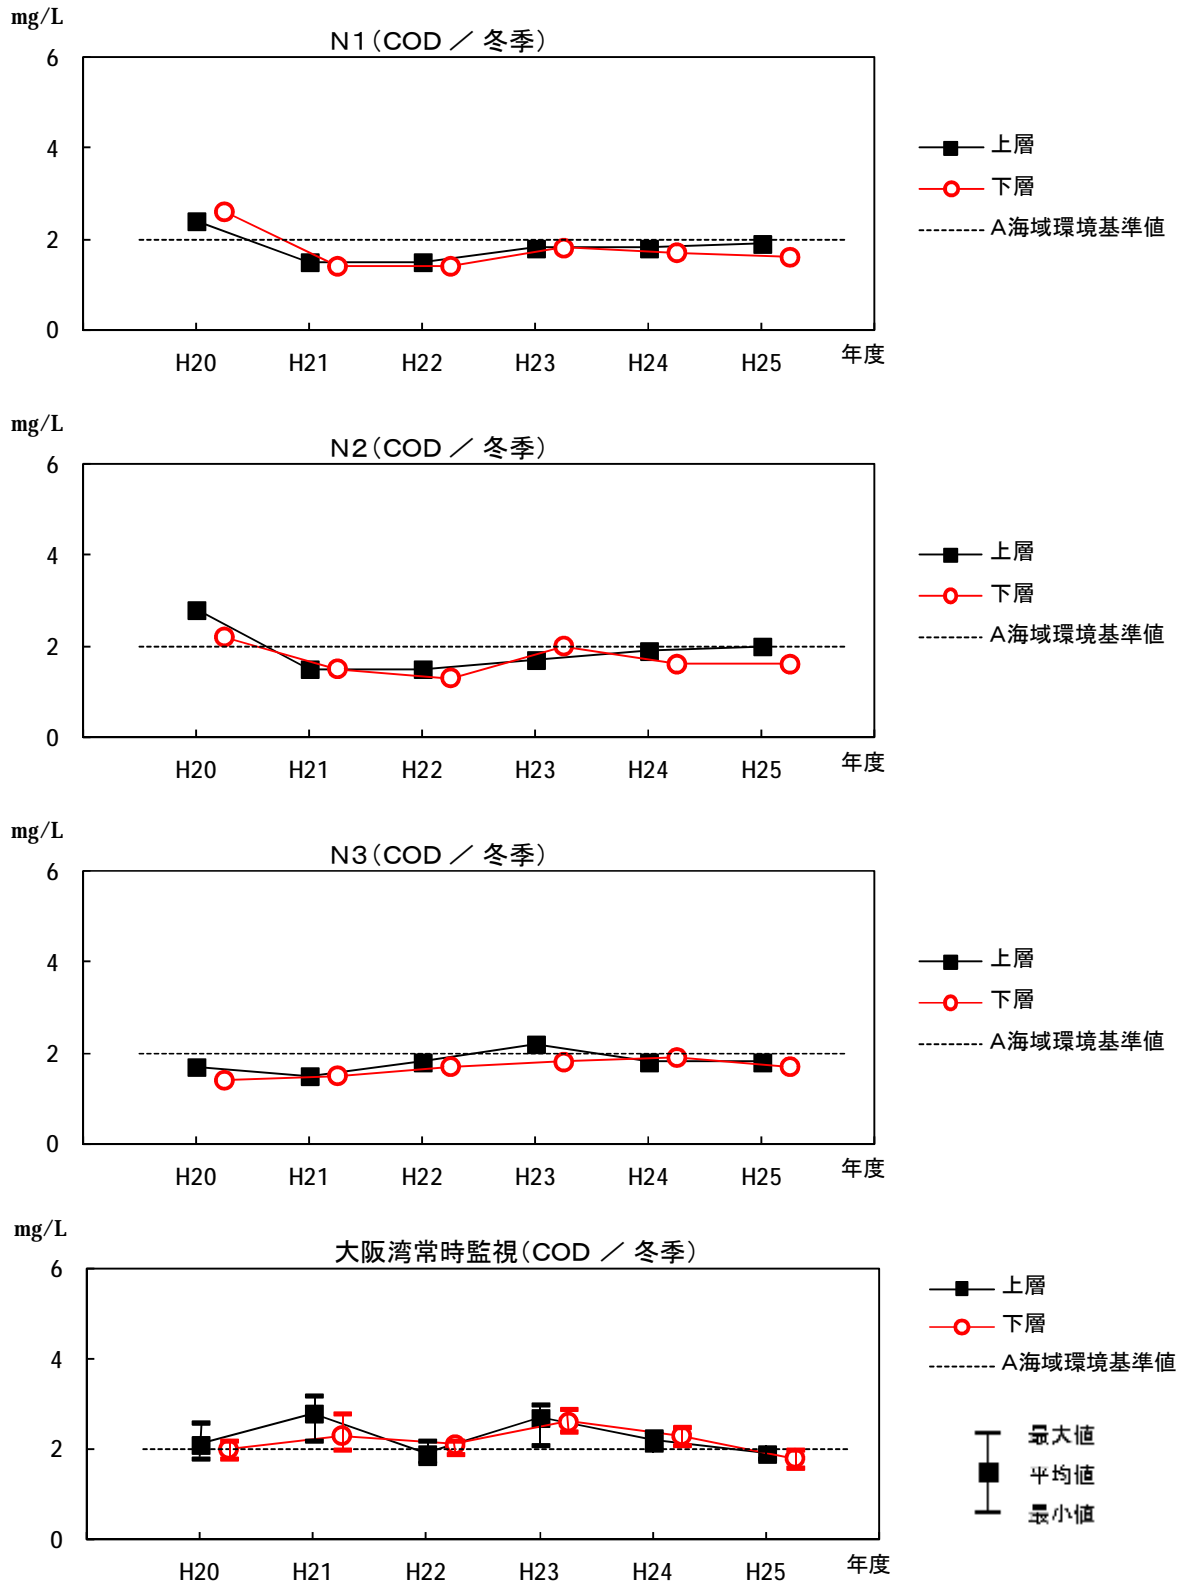 mg/L
N1(COD ／ 冬季)
6
4
2
0
H20 H21 H22 H23 H24 H25 年度
上層
下層
A海域環境基準値
mg/L
N2(COD ／ 冬季)
6
4
2
0
H20 H21 H22 H23 H24 H25 年度
上層
下層
A海域環境基準値
mg/L
N3(COD ／ 冬季)
6
4
2
0
H20 H21 H22 H23 H24 H25 年度
上層
下層
A海域環境基準値
mg/L
大阪湾常時監視(COD ／ 冬季)
6
4
2
0
H20 H21 H22 H23 H24 H25 年度
上層
下層
A海域環境基準値
最大値
平均値
最小値